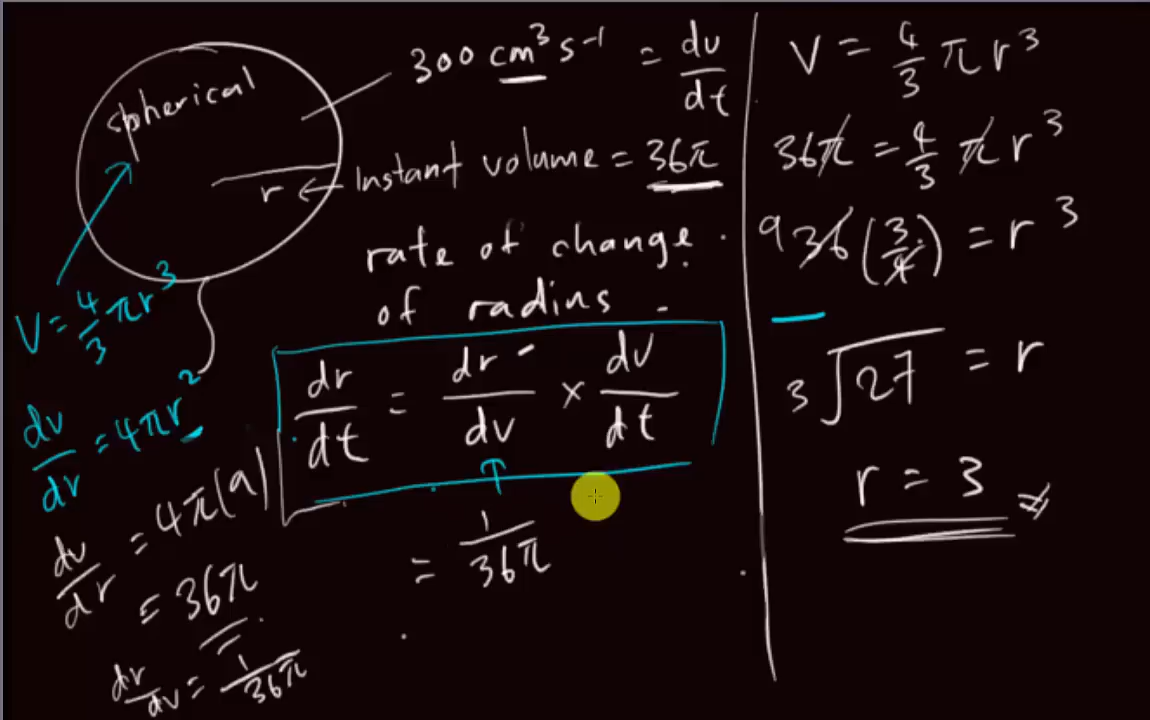 spherical
r
300 cm³ s⁻¹ = dv/dt
Instant volume = 36π
rate of change
of radius
V = 4/3 πr³
dv/dr = 4πr²
dr/dt = dr/dv × dv/dt
dv/dr = 4π(9)
= 36π
dr/dv = 1/36π
= 1/36π
V = 4/3 πr³
36π = 4/3 πr³
9 36 (3/4) = r³
3√27 = r
r = 3